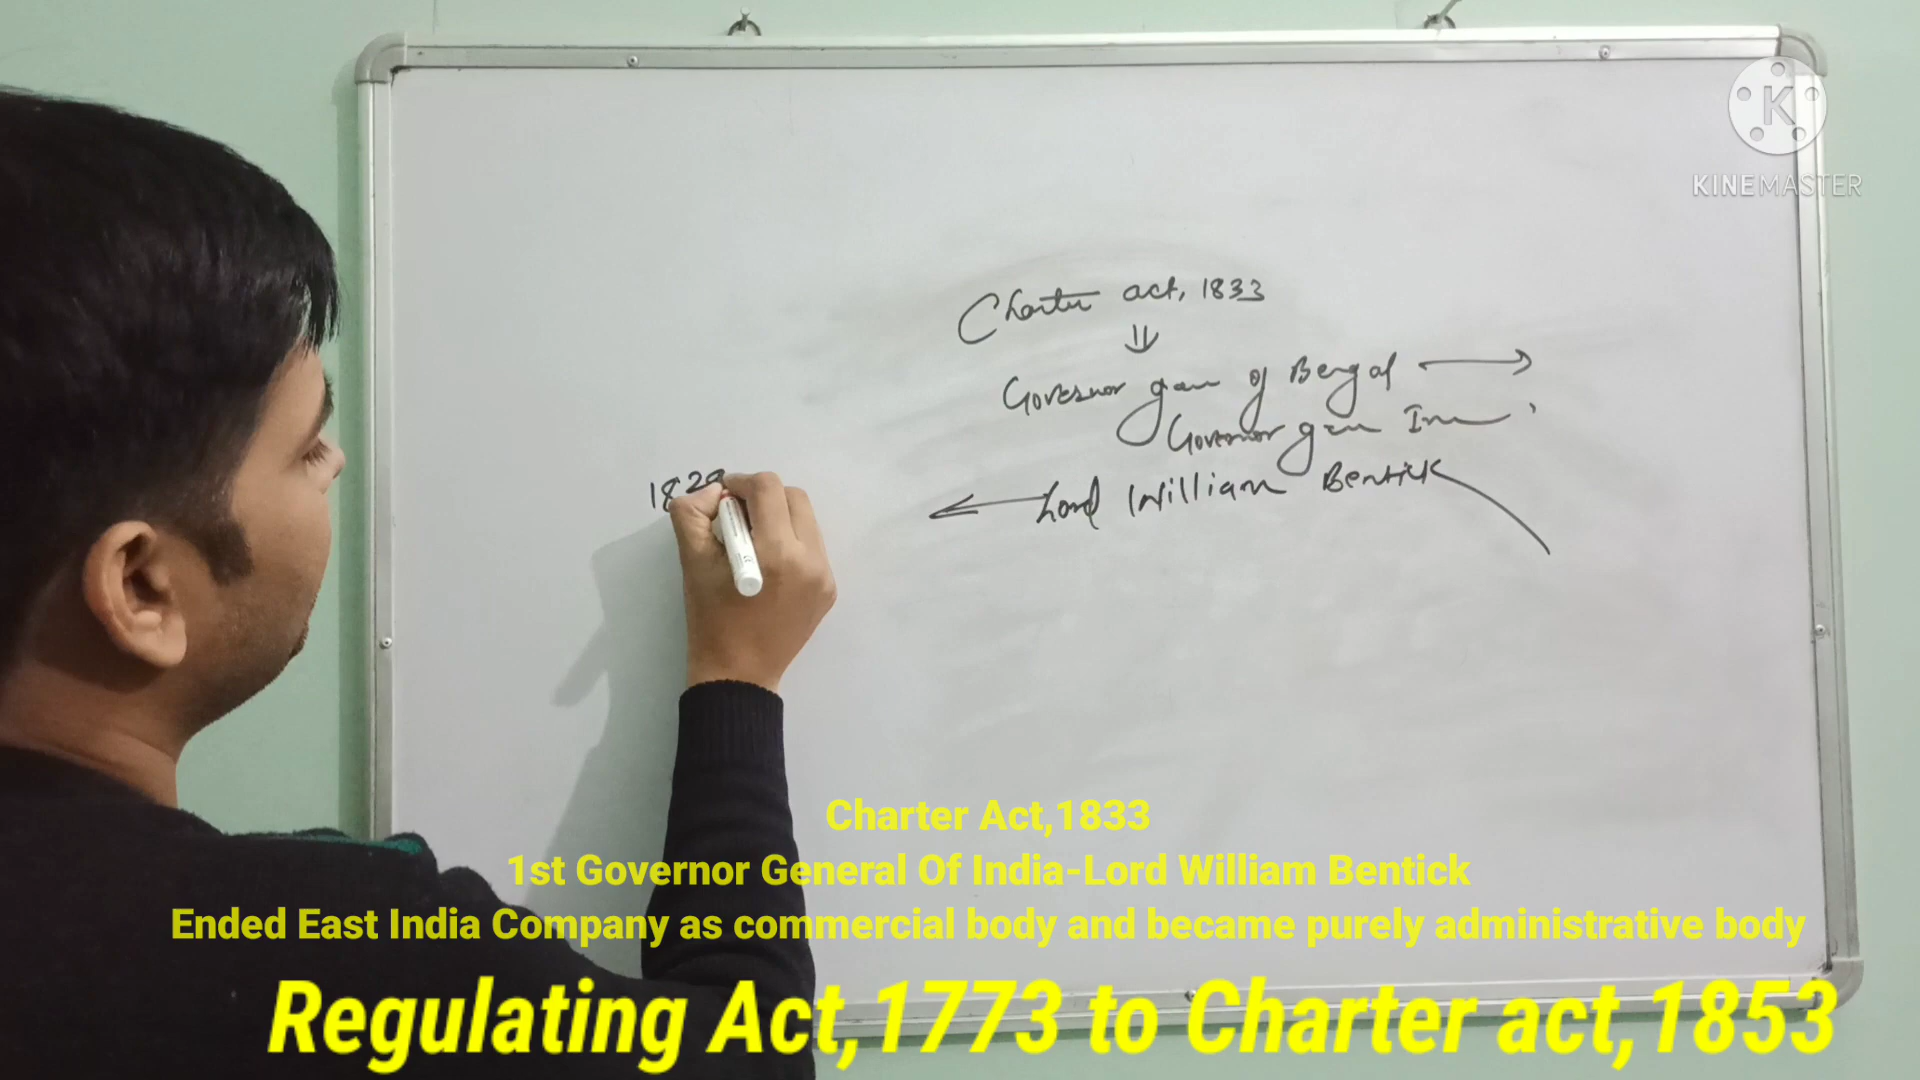 KINEMASTER
Charter act, 1833
Governor gen of Bengal
Governor gen In
Lord William Bentick
1829
Charter Act,1833
1st Governor General Of India-Lord William Bentick
Ended East India Company as commercial body and became purely administrative body
Regulating Act,1773 to Charter act,1853